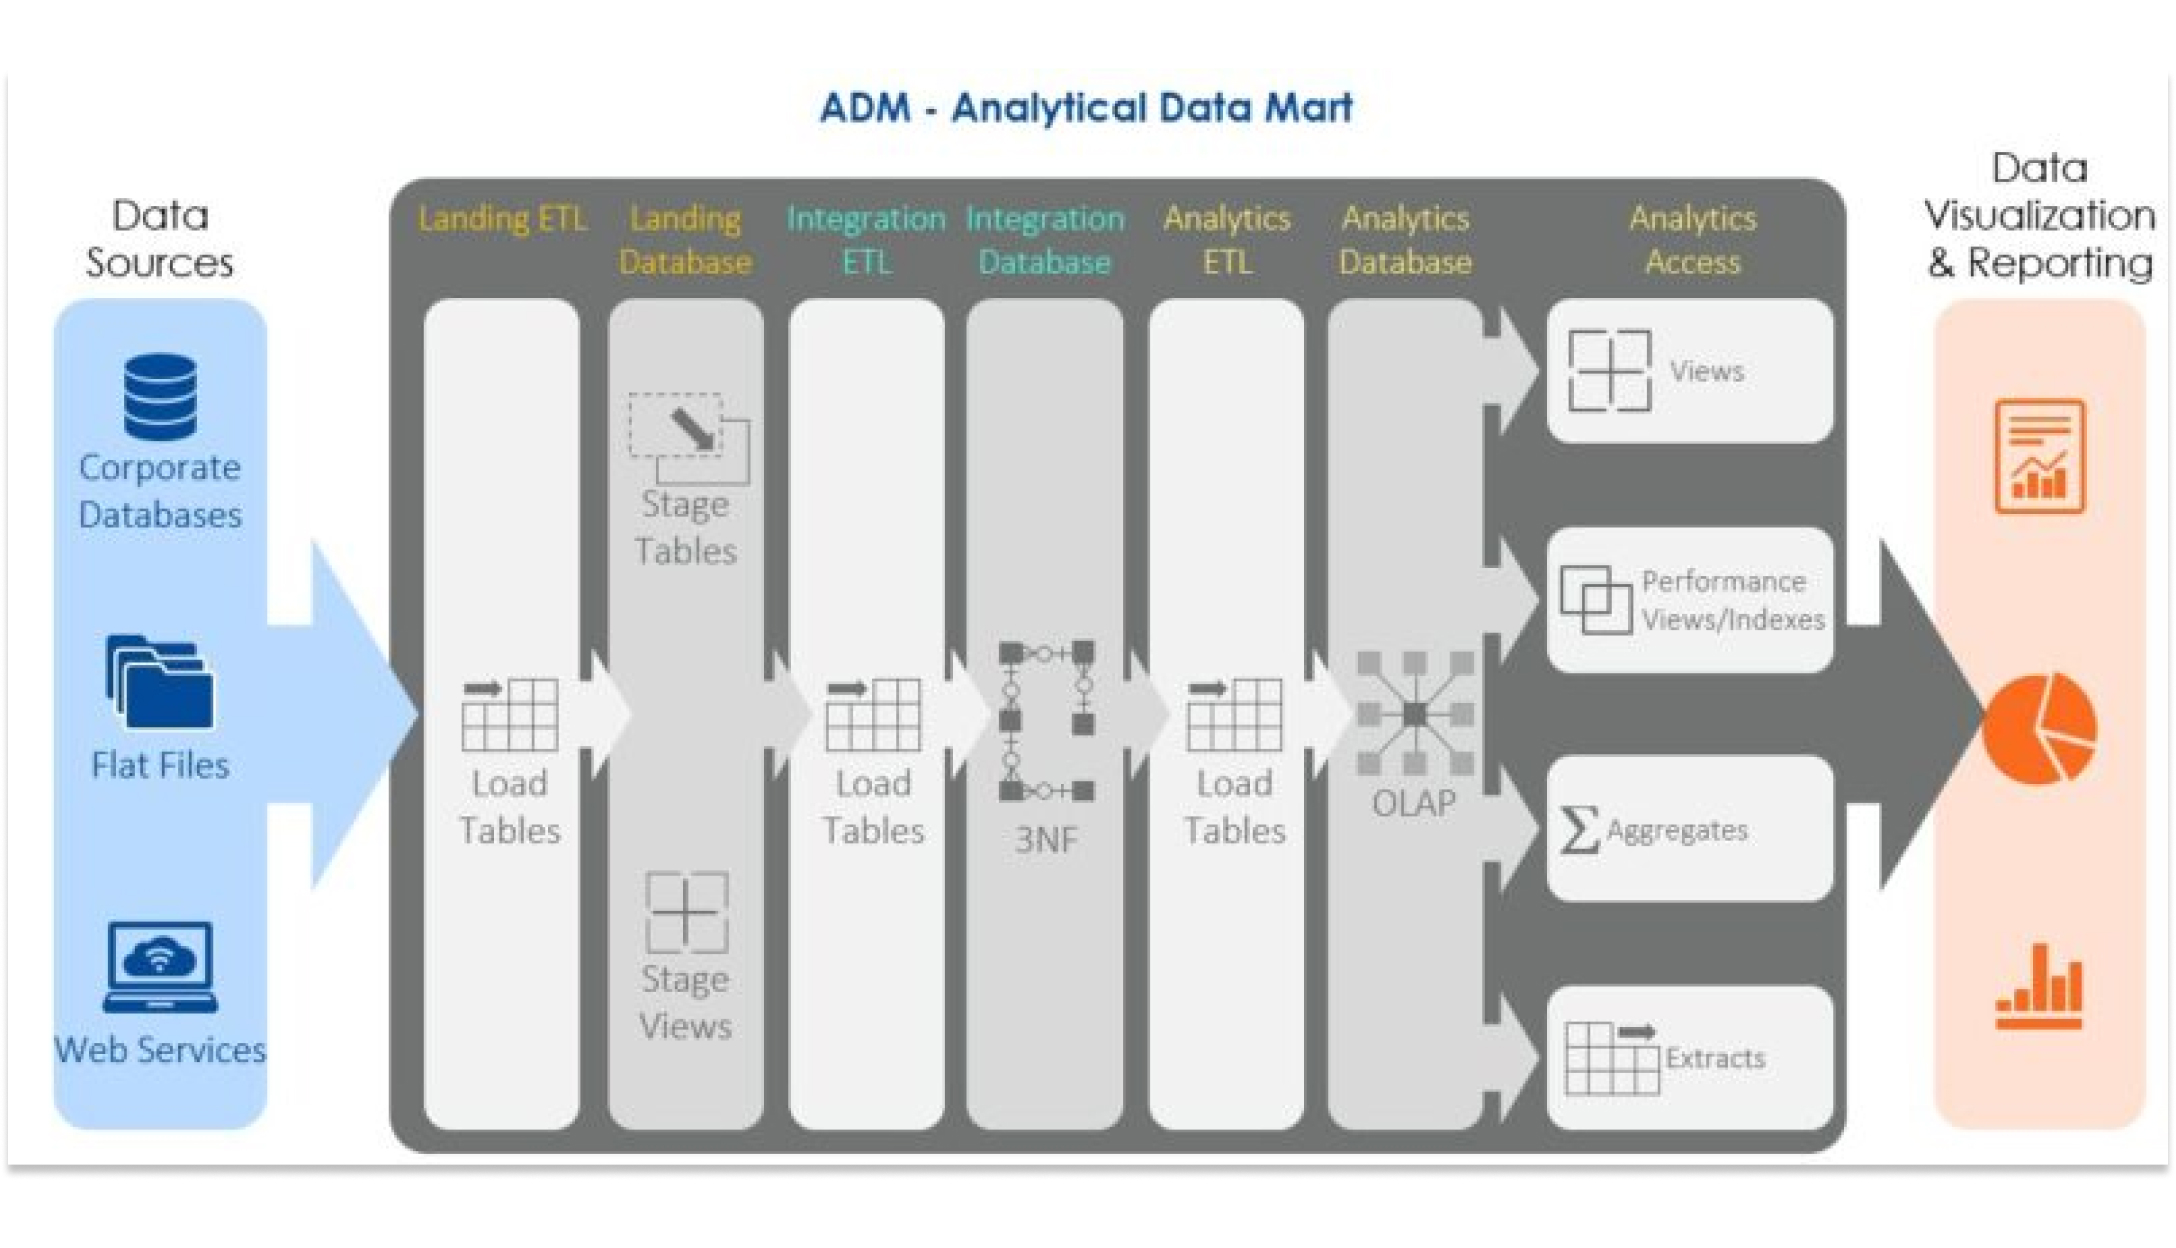 ADM - Analytical Data Mart
Data
Sources
Corporate
Databases
Flat Files
Web Services
Landing ETL
Load
Tables
Landing
Database
Stage
Tables
Stage
Views
Integration
ETL
Load
Tables
Integration
Database
3NF
Analytics
ETL
Load
Tables
Analytics
Database
OLAP
Analytics
Access
Views
Performance
Views/Indexes
Σ Aggregates
Extracts
Data
Visualization
& Reporting